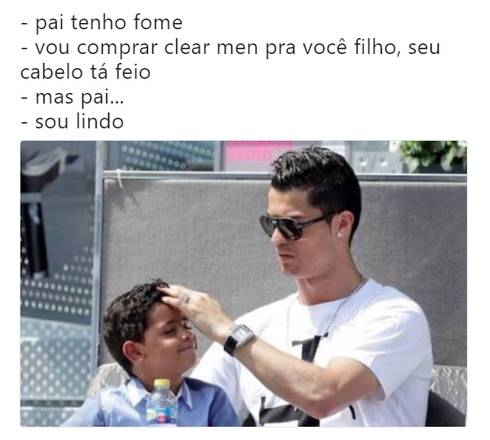 - pai tenho fome
- vou comprar clear men pra você filho, seu
cabelo tá feio
- mas pai...
- sou lindo